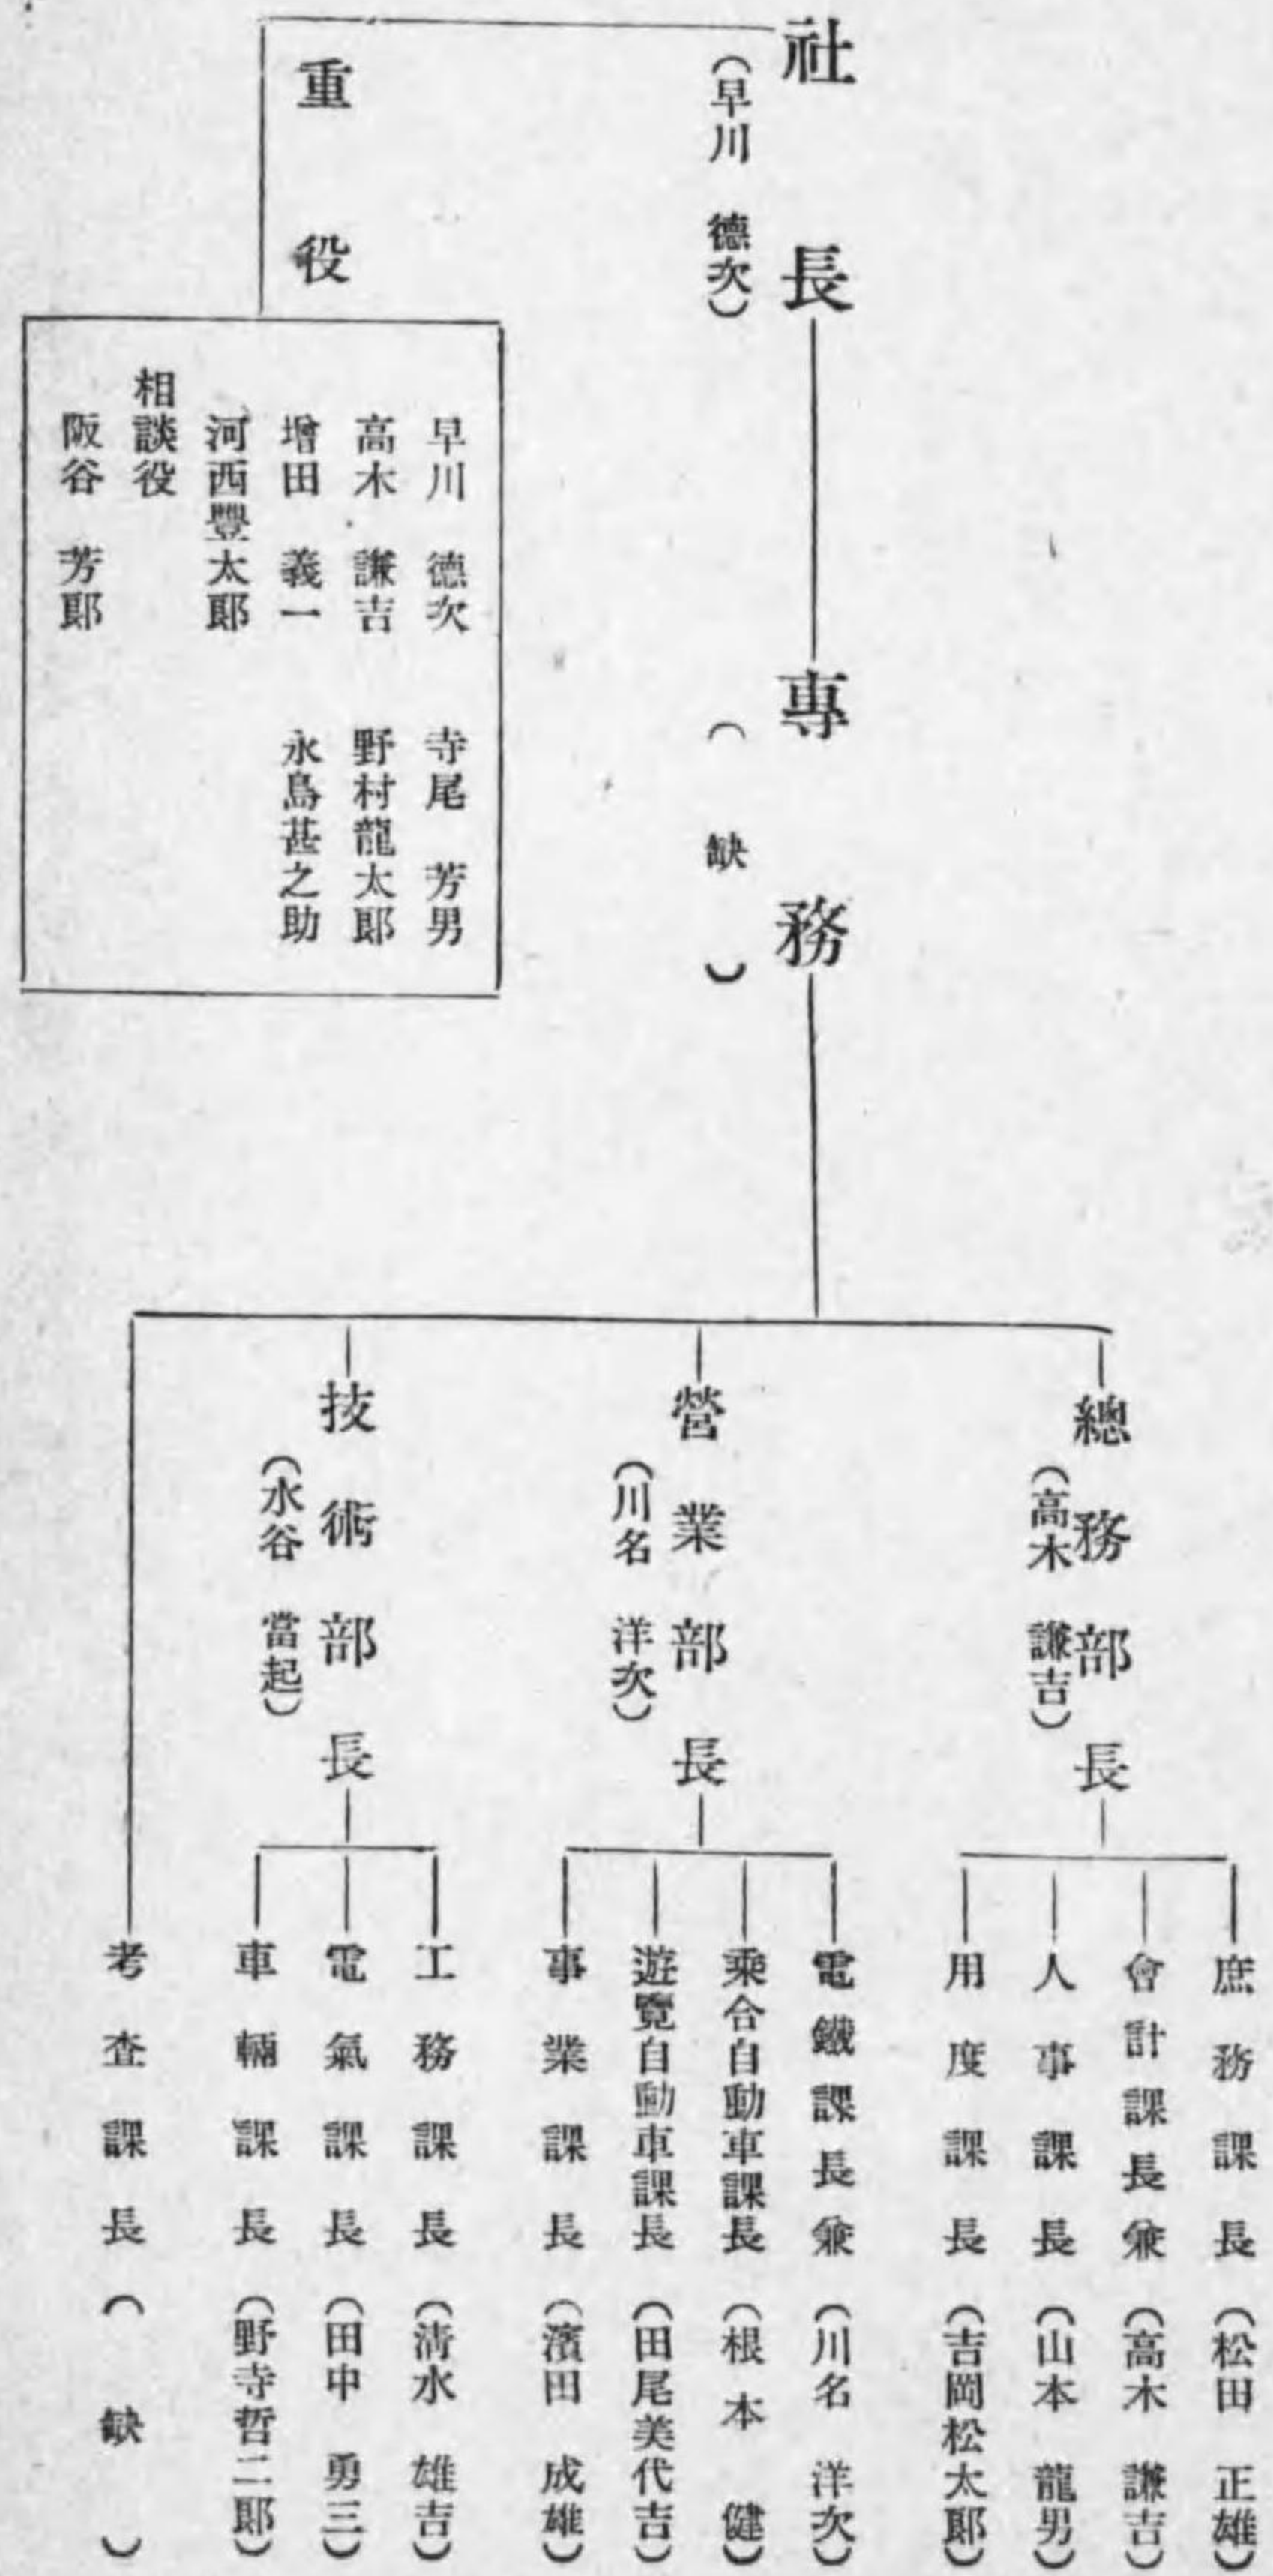 社長
(早川 德次)
專務
(缺)
重役
早川 德次 寺尾 芳男
高木 謙吉 野村龍太郎
增田 義一 永島甚之助
河西豐太郎
相談役
阪谷 芳郎
總務部長
(高木 謙吉)
庶務課長(松田 正雄)
會計課長兼(高木 謙吉)
人事課長(山本 龍男)
用度課長(吉岡松太郎)
營業部長
(川名 洋次)
電鐵課長兼(川名 洋次)
乘合自動車課長(根本 健)
遊覽自動車課長(田尾美代吉)
事業課長(濱田 成雄)
技術部長
(水谷 當起)
工務課長(淸水 雄吉)
電氣課長(田中 勇三)
車輛課長(野寺哲二郎)
考查課長(缺)